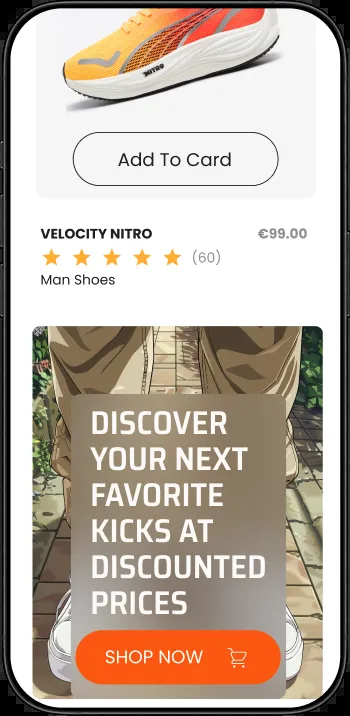 NITRO
Add To Card
VELOCITY NITRO €99.00
(60)
Man Shoes
DISCOVER
YOUR NEXT
FAVORITE
KICKS AT
DISCOUNTED
PRICES
SHOP NOW